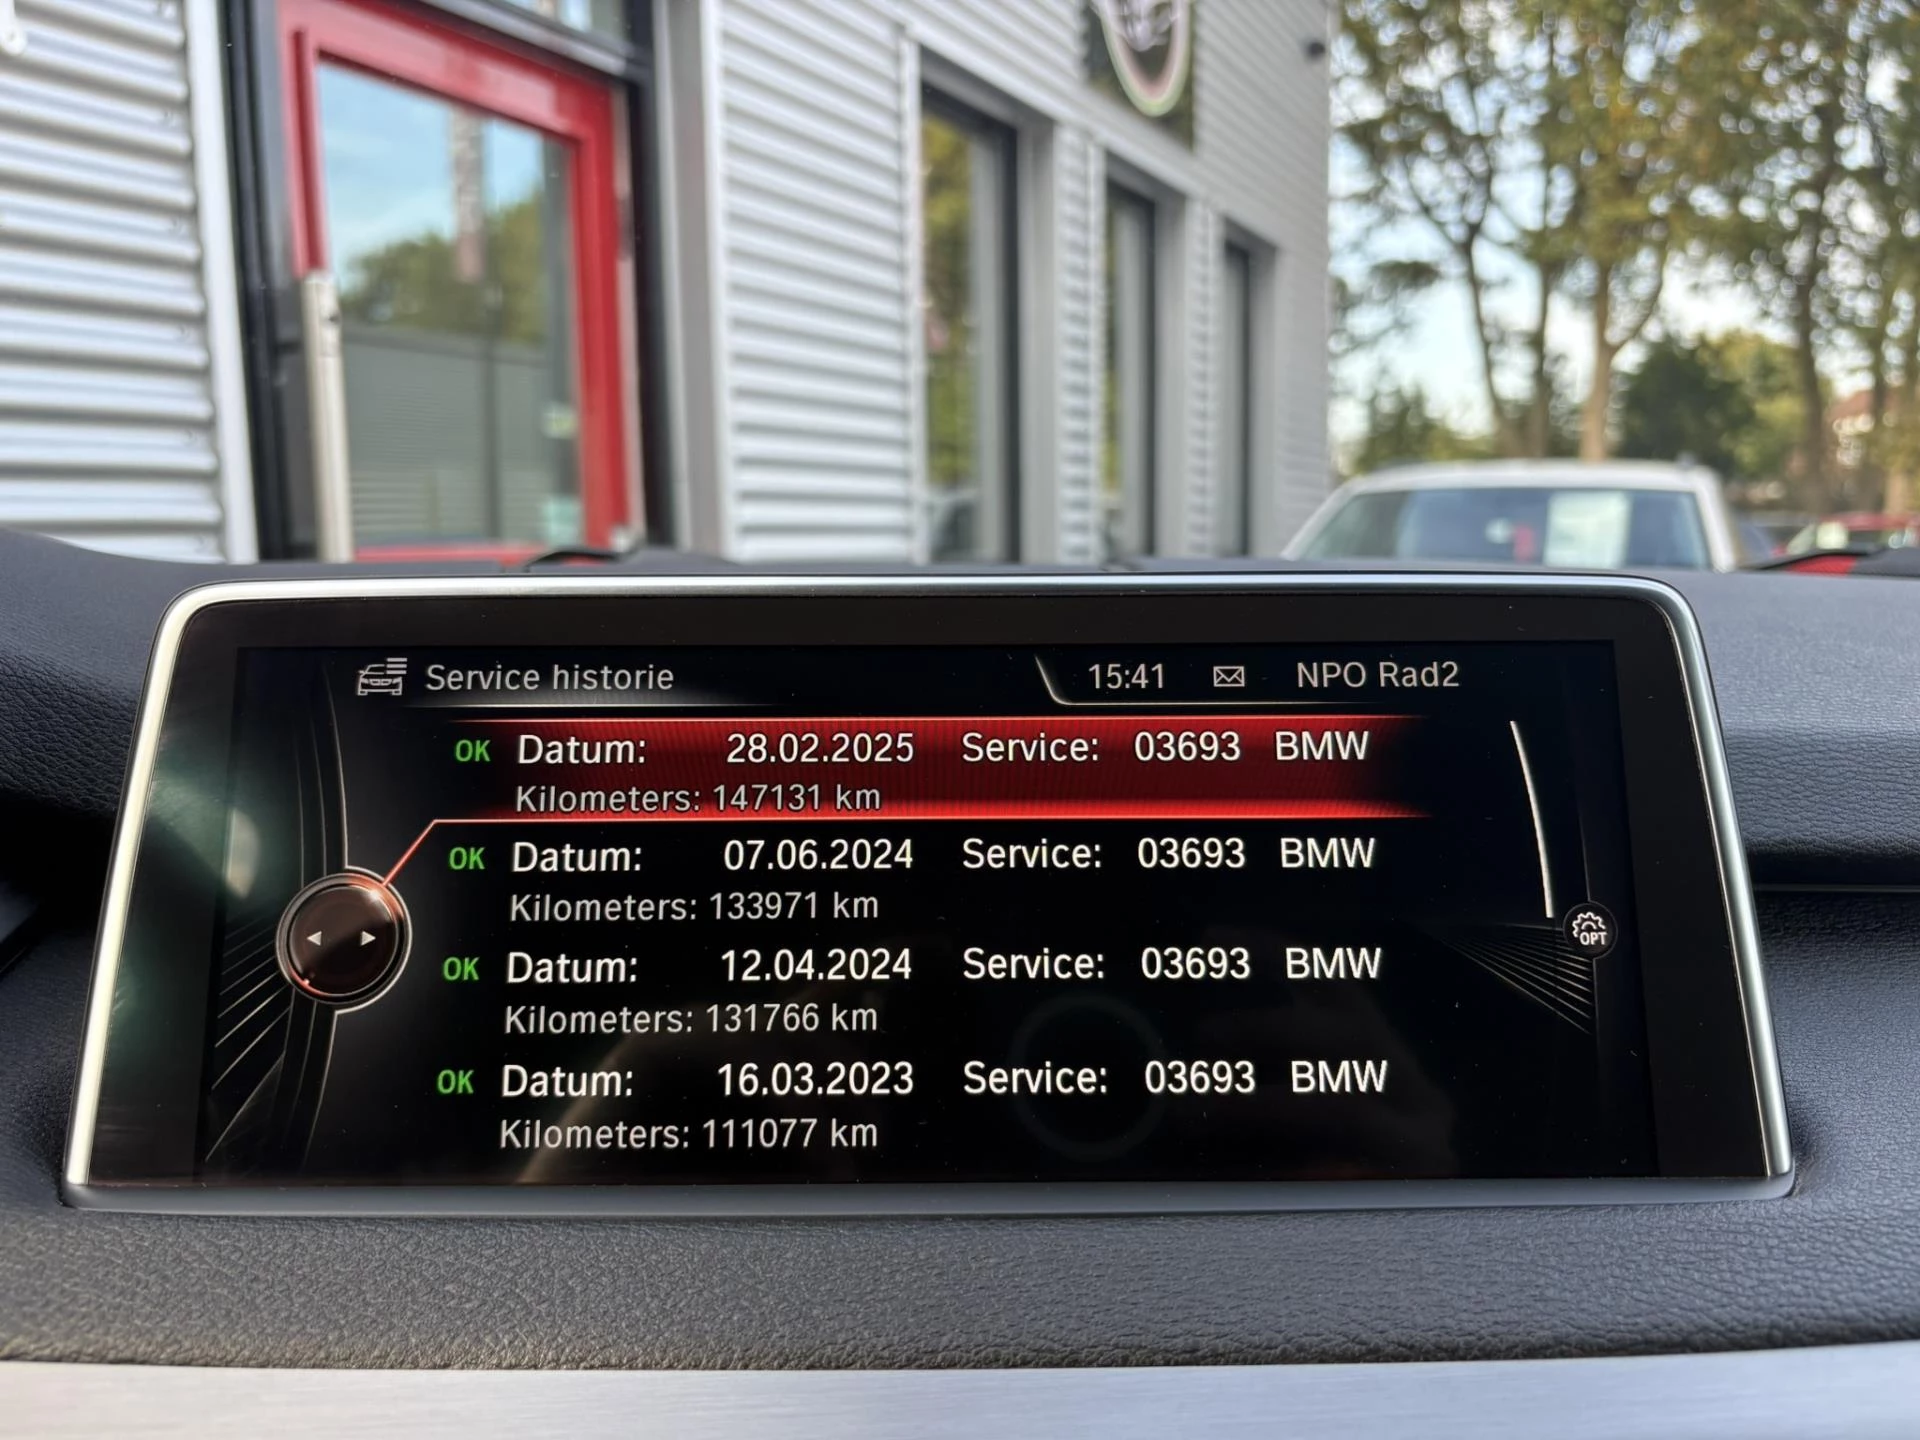 Service historie 15:41 NPO Rad2
OK Datum: 28.02.2025 Service: 03693 BMW
Kilometers: 147131 km
OK Datum: 07.06.2024 Service: 03693 BMW
Kilometers: 133971 km
OK Datum: 12.04.2024 Service: 03693 BMW
Kilometers: 131766 km
OK Datum: 16.03.2023 Service: 03693 BMW
Kilometers: 111077 km
OPT